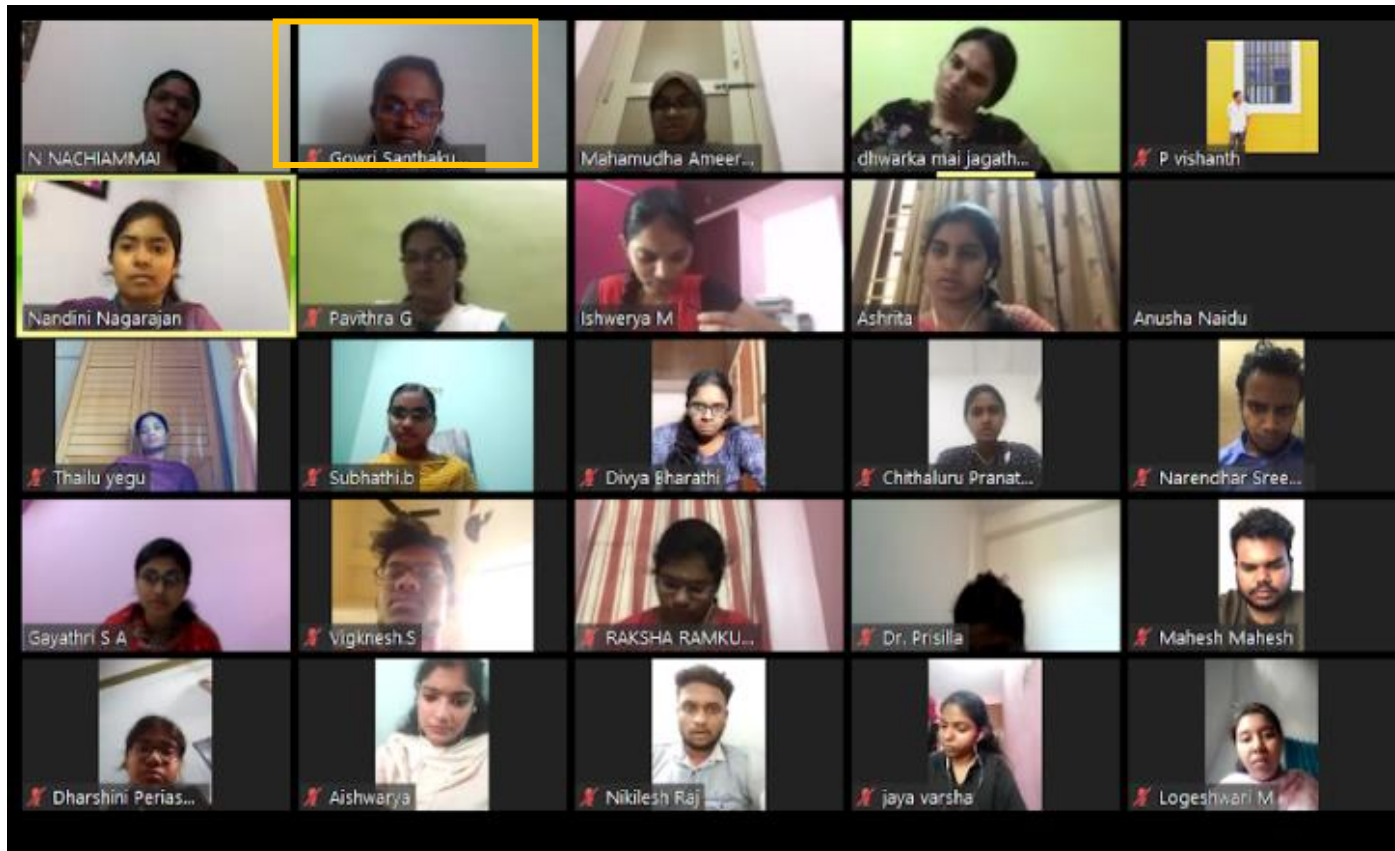 N NACHIAMMAI
Gowri Santhaku...
Mahamudha Ameer...
dhwarka mai jagath...
P vishanth
Nandini Nagarajan
Pavithra G
Ishwerya M
Ashrita
Anusha Naidu
Thailu yegu
Subhathi.b
Divya Bharathi
Chithaluru Pranat...
Narendhar Sree...
Gayathri S A
Vigknesh.S
RAKSHA RAMKU...
Dr. Prisilla
Mahesh Mahesh
Dharshini Perias...
Aishwarya
Nikilesh Raj
jaya varsha
Logeshwari M